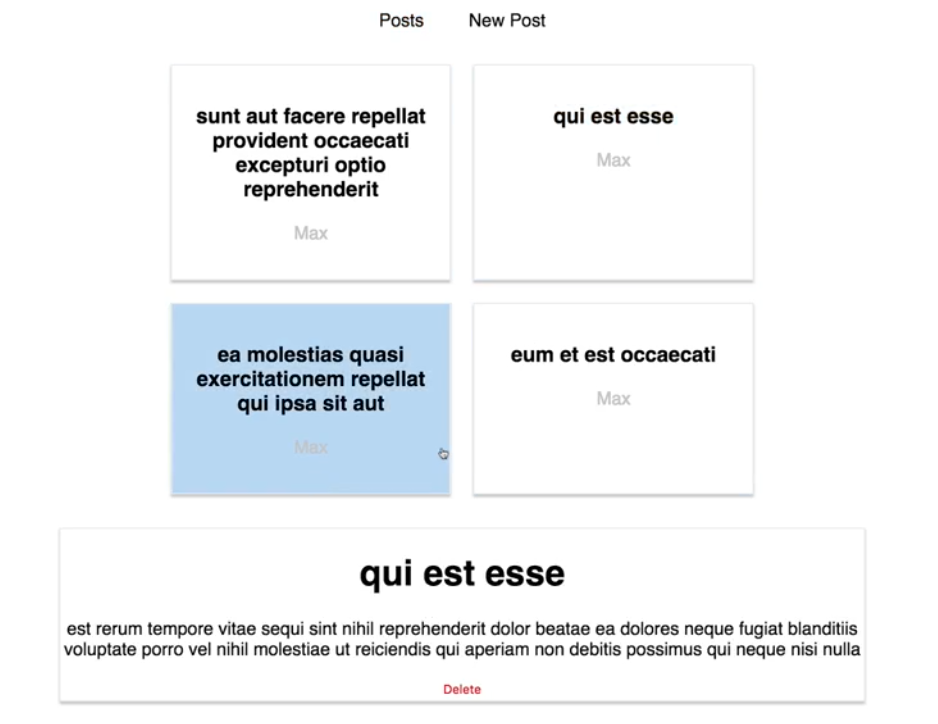 Posts New Post
sunt aut facere repellat
provident occaecati
excepturi optio
reprehenderit
Max
qui est esse
Max
ea molestias quasi
exercitationem repellat
qui ipsa sit aut
Max
eum et est occaecati
Max
qui est esse
est rerum tempore vitae sequi sint nihil reprehenderit dolor beatae ea dolores neque fugiat blanditiis
voluptate porro vel nihil molestiae ut reiciendis qui aperiam non debitis possimus qui neque nisi nulla
Delete